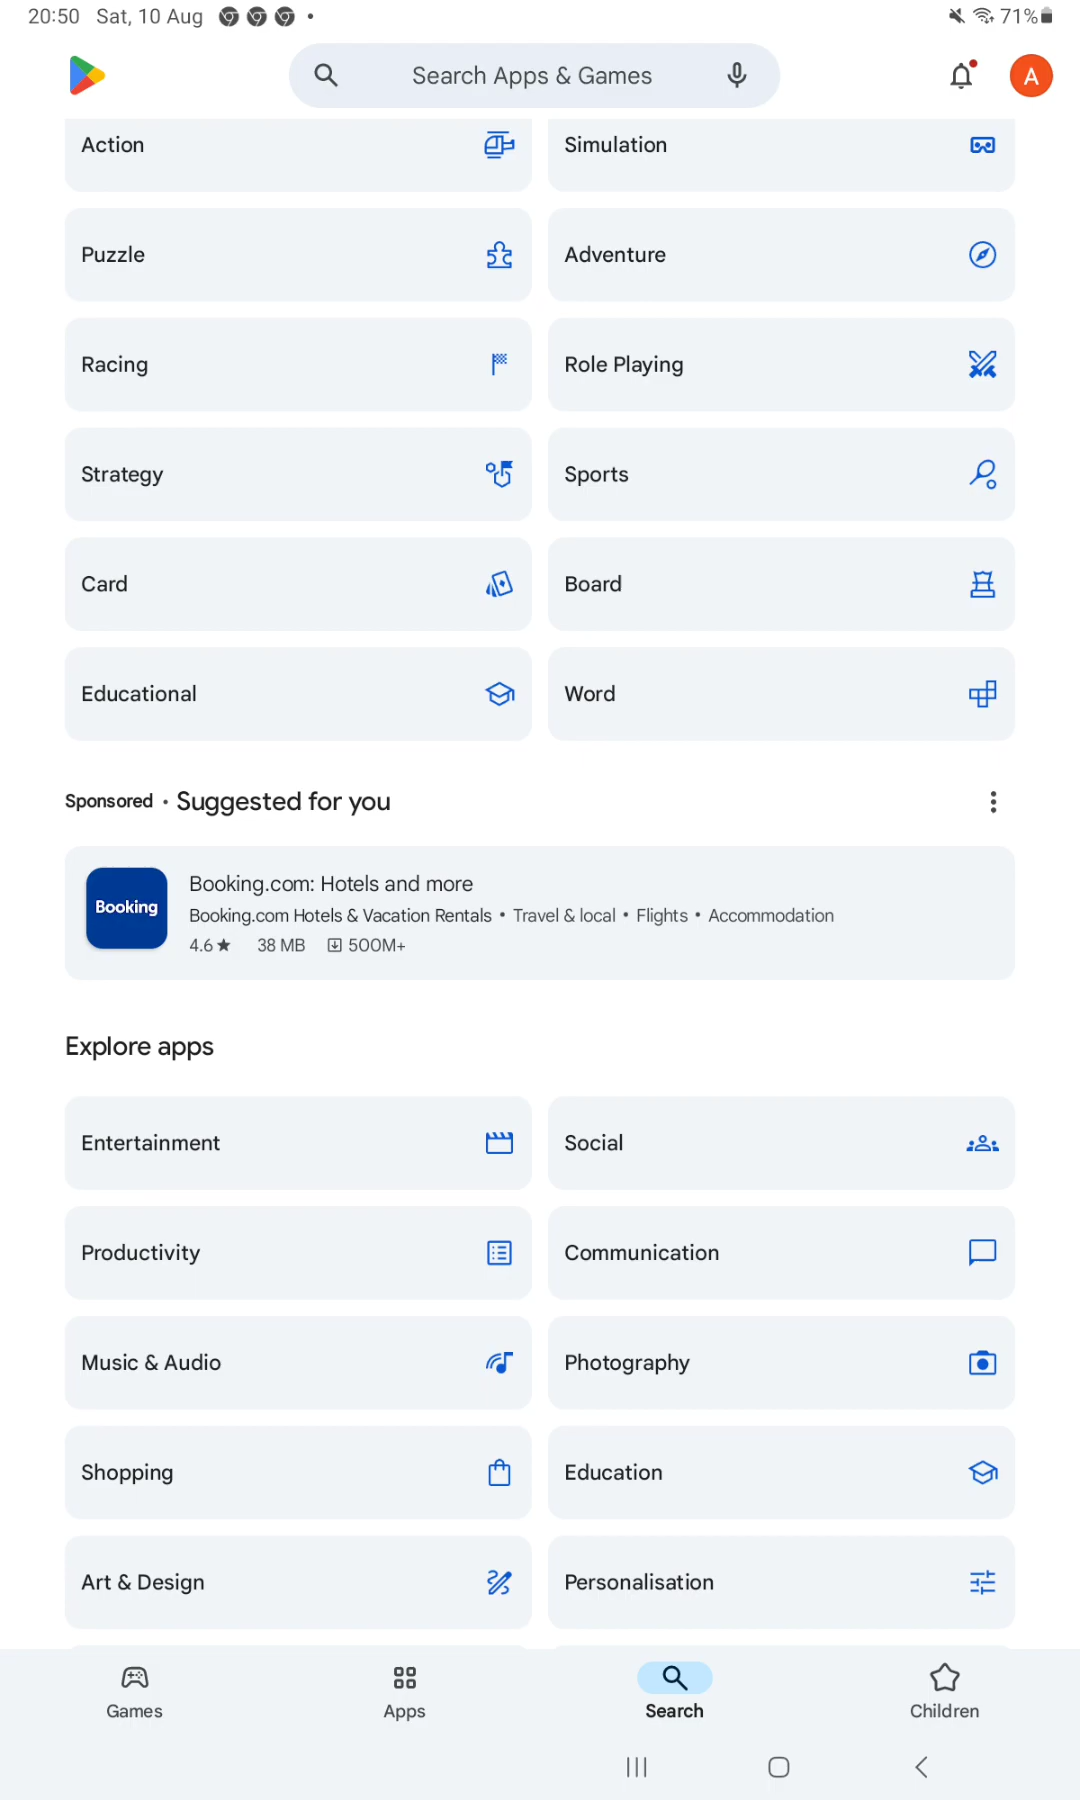 20:50 Sat, 10 Aug 71%
Search Apps & Games
A
Action
Simulation
Puzzle
Adventure
Racing
Role Playing
Strategy
Sports
Card
Board
Educational
Word
Sponsored • Suggested for you
Booking
Booking.com: Hotels and more
Booking.com Hotels & Vacation Rentals • Travel & local • Flights • Accommodation
4.6★ 38 MB 500M+
Explore apps
Entertainment
Social
Productivity
Communication
Music & Audio
Photography
Shopping
Education
Art & Design
Personalisation
Games
Apps
Search
Children